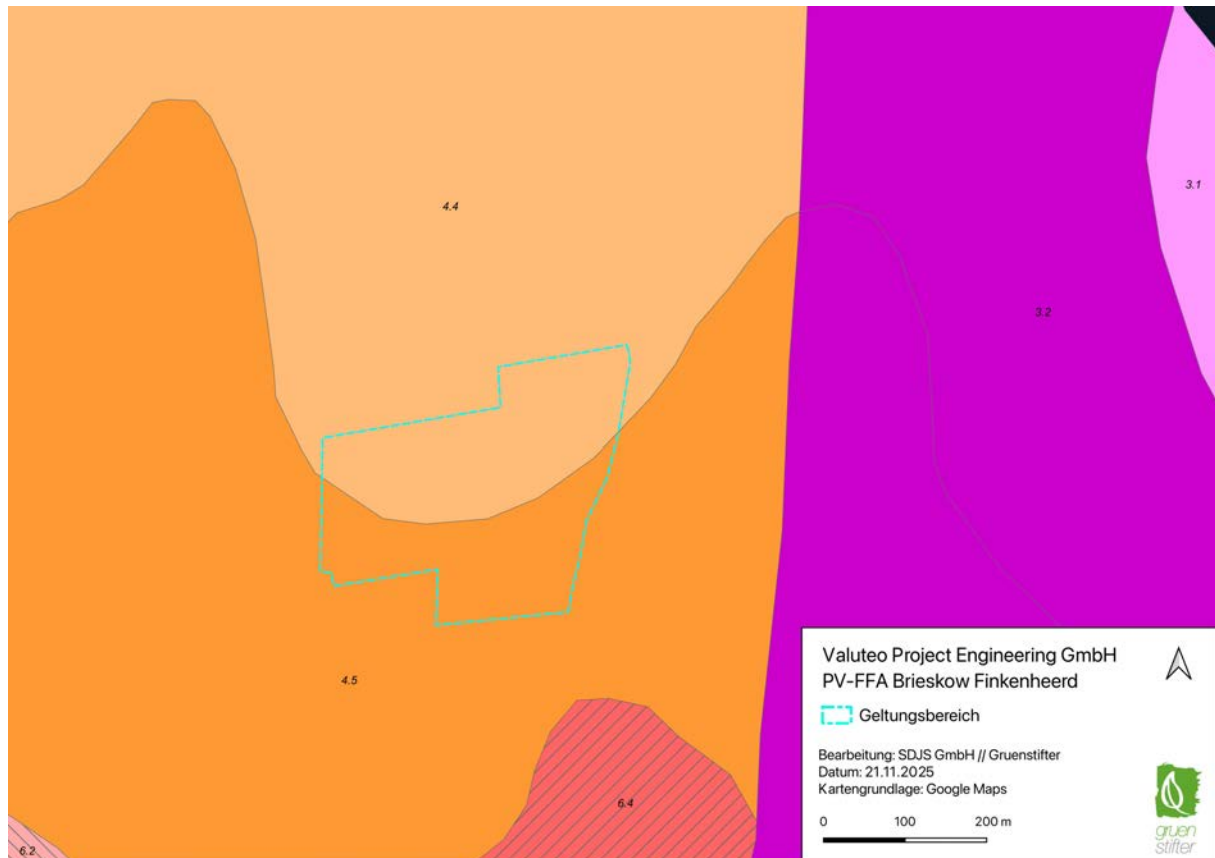 4.4
3.1
3.2
4.5
6.4
6.2
Valuteo Project Engineering GmbH
PV-FFA Brieskow Finkenheerd
Geltungsbereich
Bearbeitung: SDJS GmbH // Gruenstifter
Datum: 21.11.2025
Kartengrundlage: Google Maps
0 100 200 m
gruen
stifter